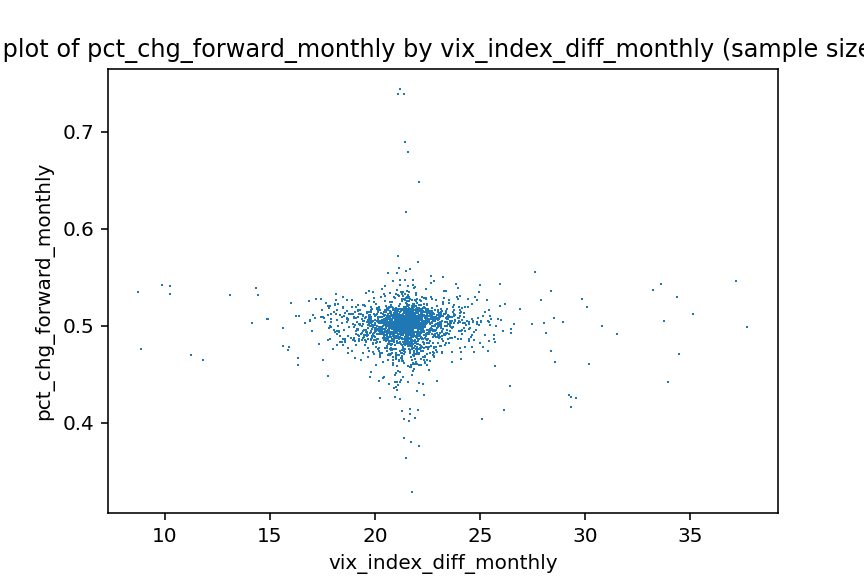 plot of pct_chg_forward_monthly by vix_index_diff_monthly (sample size
0.7
0.6
0.5
0.4
pct_chg_forward_monthly
10 15 20 25 30 35
vix_index_diff_monthly